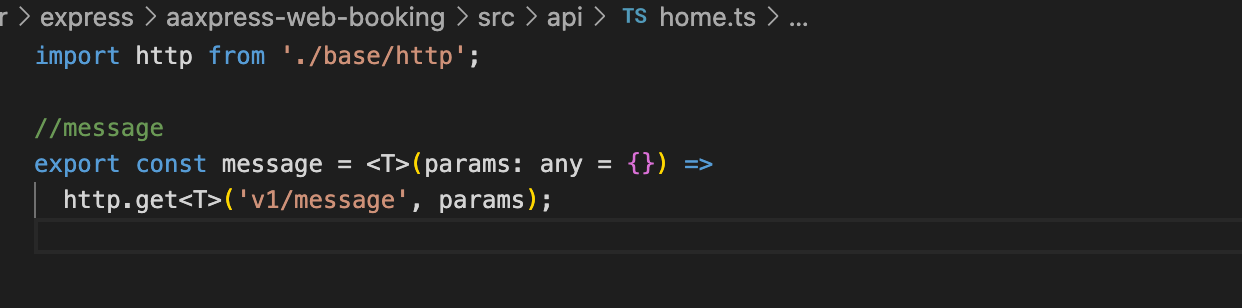 r > express > aaxpress-web-booking > src > api > TS home.ts > ...
import http from './base/http';
//message
export const message = <T>(params: any = {}) =>
http.get<T>('v1/message', params);